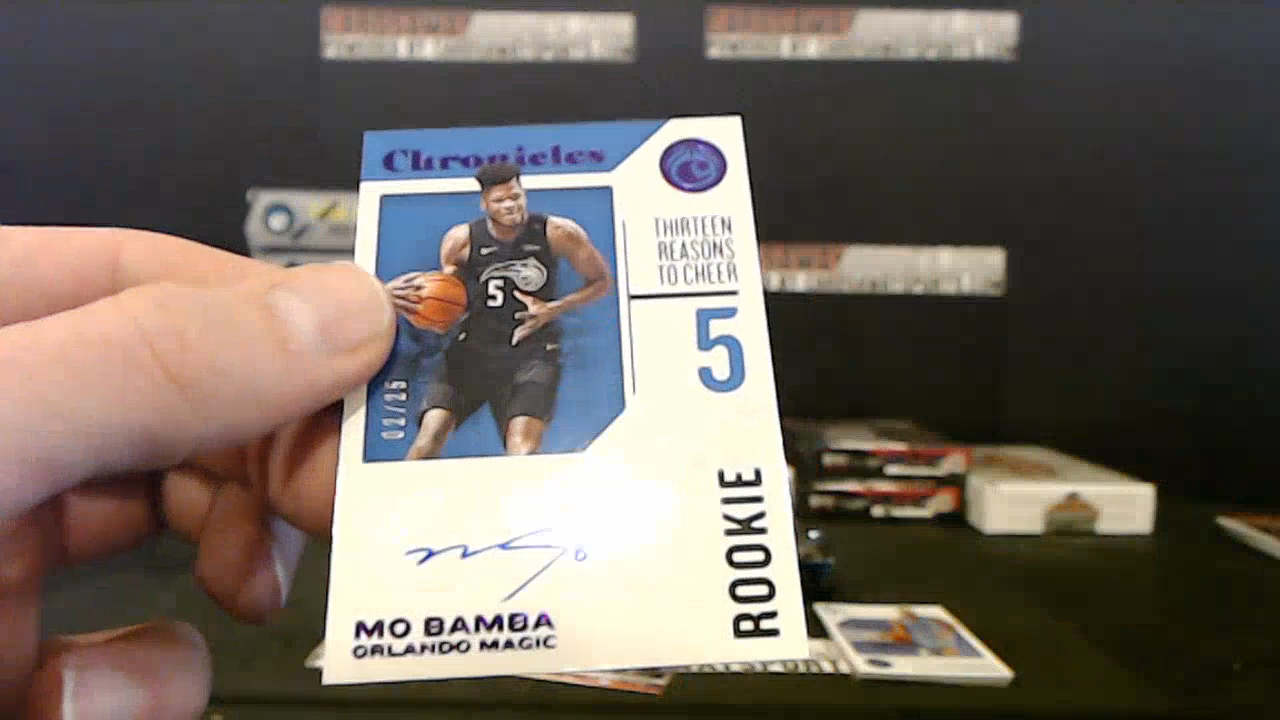 Chronicles
THIRTEEN
REASONS
TO CHEER
5
5
02/25
ROOKIE
MO BAMBA
ORLANDO MAGIC